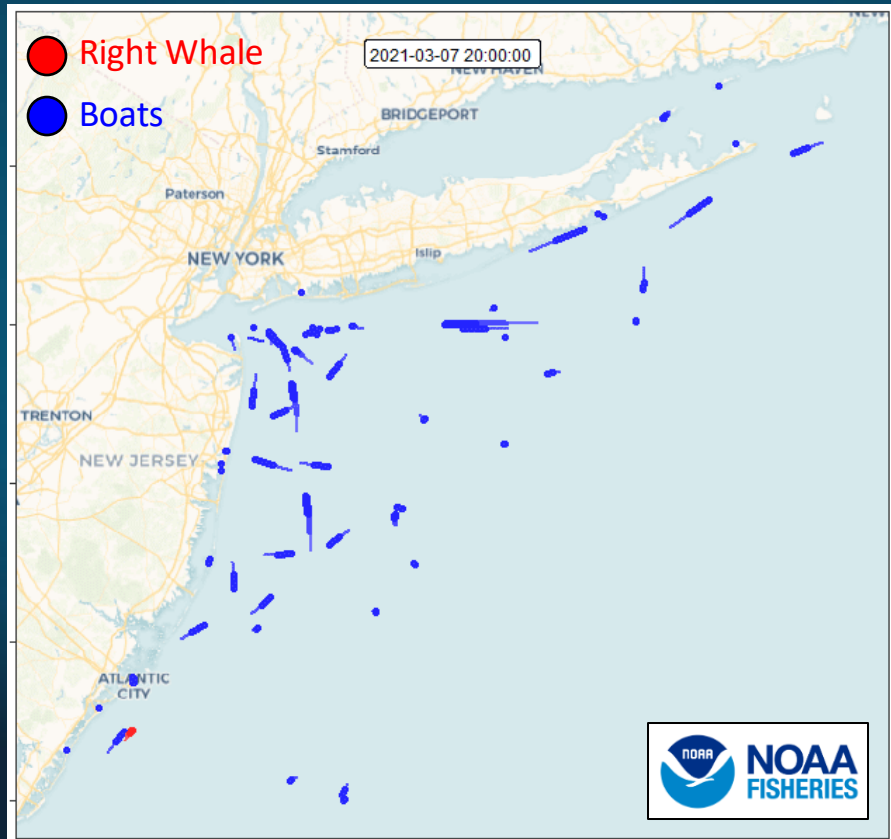 Right Whale
Boats
2021-03-07 20:00:00
NEW HAVEN
BRIDGEPORT
Stamford
Paterson
NEW YORK
Islip
TRENTON
NEW JERSEY
ATLANTIC
CITY
NOAA
NOAA
FISHERIES